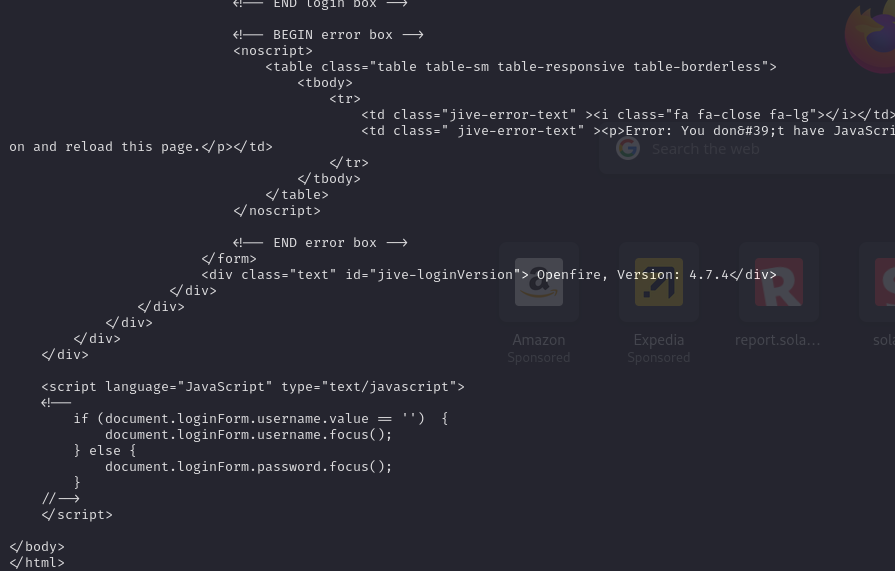 <!-- END login box -->
<!-- BEGIN error box -->
<noscript>
<table class="table table-sm table-responsive table-borderless">
<tbody>
<tr>
<td class="jive-error-text" ><i class="fa fa-close fa-lg"></i></td>
<td class=" jive-error-text" ><p>Error: You don&#39;t have JavaScri
on and reload this page.</p></td>
Search the web
</tr>
</tbody>
</table>
</noscript>
<!-- END error box -->
</form>
<div class="text" id="jive-loginVersion"> Openfire, Version: 4.7.4</div>
</div>
</div>
</div>
</div>
</div>
Amazon
Sponsored
Expedia
Sponsored
report.sola...
sola
<script language="JavaScript" type="text/javascript">
<!--
if (document.loginForm.username.value == '')  {
document.loginForm.username.focus();
} else {
document.loginForm.password.focus();
}
//-->
</script>
</body>
</html>